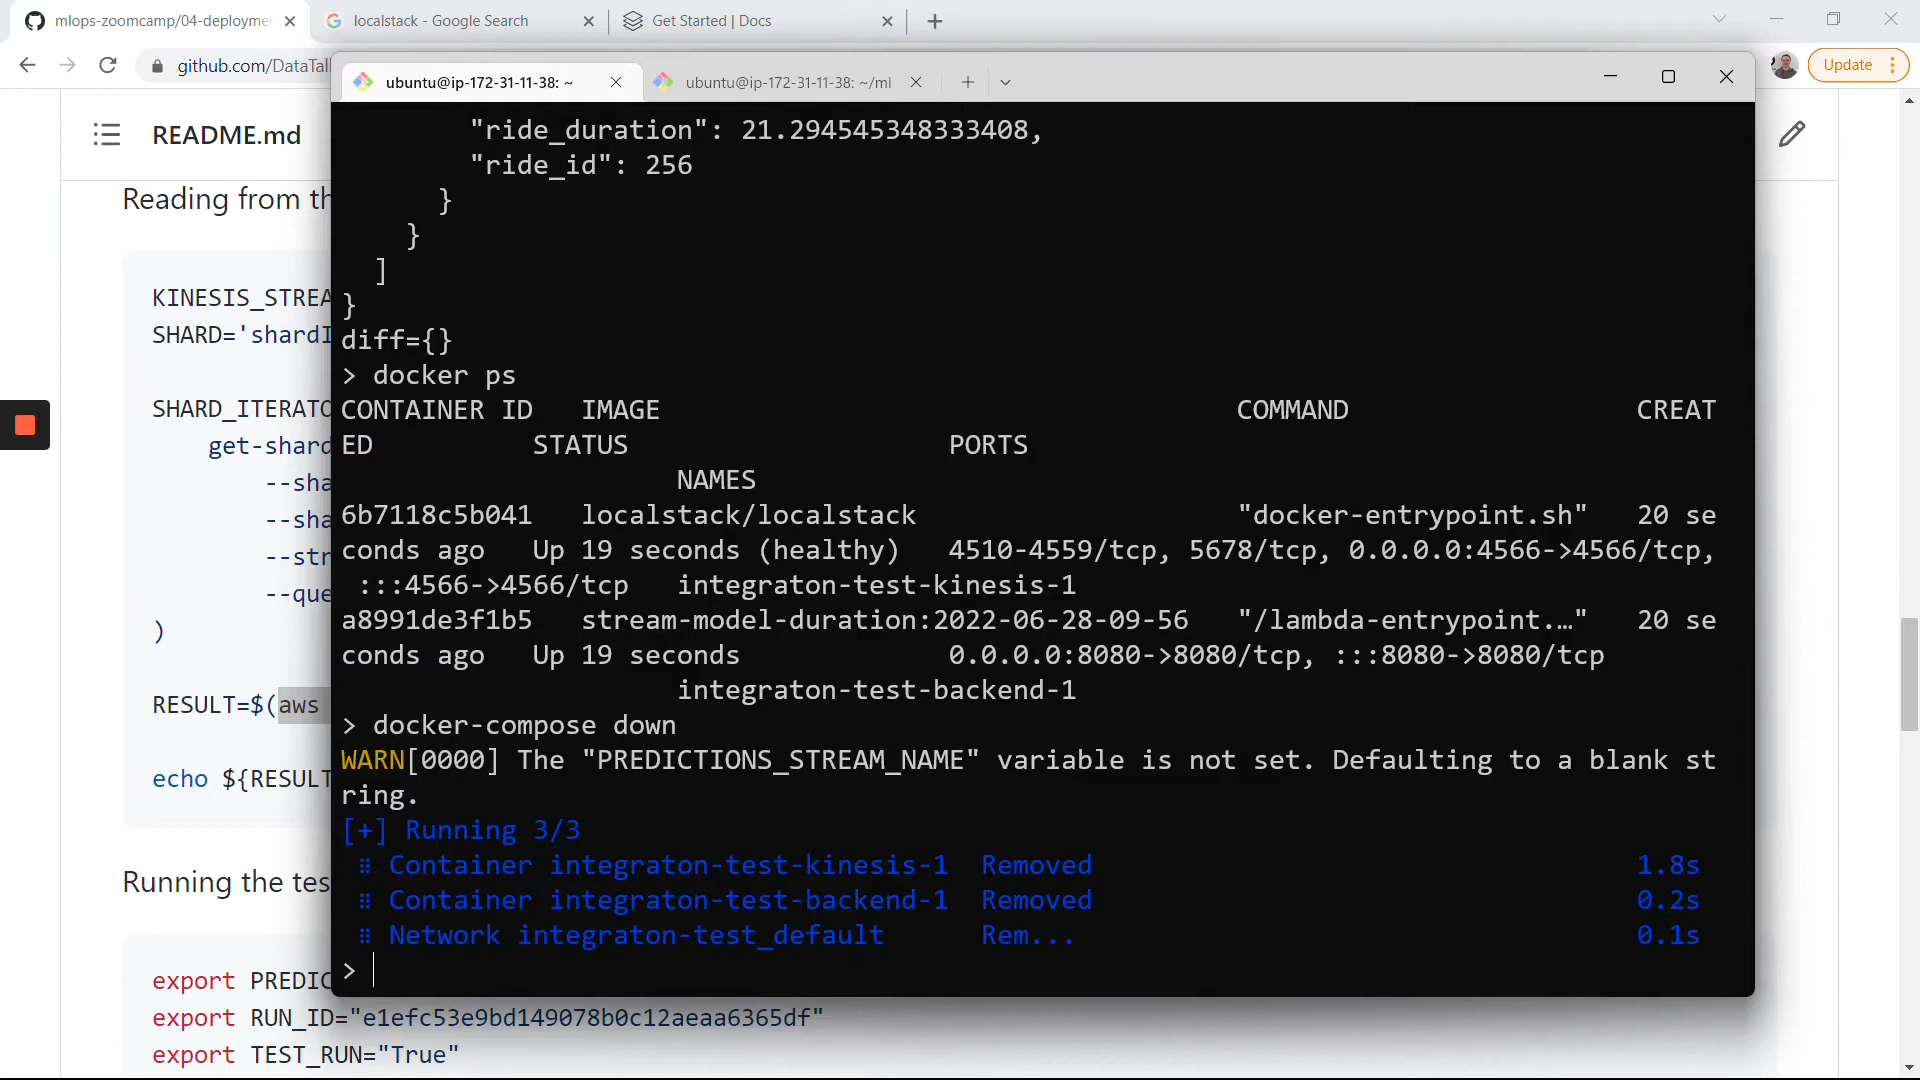 mlops-zoomcamp/04-deployme
localstack - Google Search
Get Started | Docs
github.com/DataTal
Update
ubuntu@ip-172-31-11-38: ~
ubuntu@ip-172-31-11-38: ~/ml
README.md
Reading from th
KINESIS_STREA
SHARD='shardI
SHARD_ITERATO
get-shard
--sha
--sha
--str
--que
)
RESULT=$(aws
echo ${RESULT
Running the tes
export PREDIC
export RUN_ID="e1efc53e9bd149078b0c12aeaa6365df"
export TEST_RUN="True"
"ride_duration": 21.294545348333408,
"ride_id": 256
}
}
]
}
diff={}
> docker ps
CONTAINER ID IMAGE COMMAND CREAT
ED STATUS PORTS
NAMES
6b7118c5b041 localstack/localstack "docker-entrypoint.sh" 20 se
conds ago Up 19 seconds (healthy) 4510-4559/tcp, 5678/tcp, 0.0.0.0:4566->4566/tcp,
:::4566->4566/tcp integraton-test-kinesis-1
a8991de3f1b5 stream-model-duration:2022-06-28-09-56 "/lambda-entrypoint.…" 20 se
conds ago Up 19 seconds 0.0.0.0:8080->8080/tcp, :::8080->8080/tcp
integraton-test-backend-1
> docker-compose down
WARN[0000] The "PREDICTIONS_STREAM_NAME" variable is not set. Defaulting to a blank st
ring.
[+] Running 3/3
⠿ Container integraton-test-kinesis-1 Removed 1.8s
⠿ Container integraton-test-backend-1 Removed 0.2s
⠿ Network integraton-test_default Rem... 0.1s
>